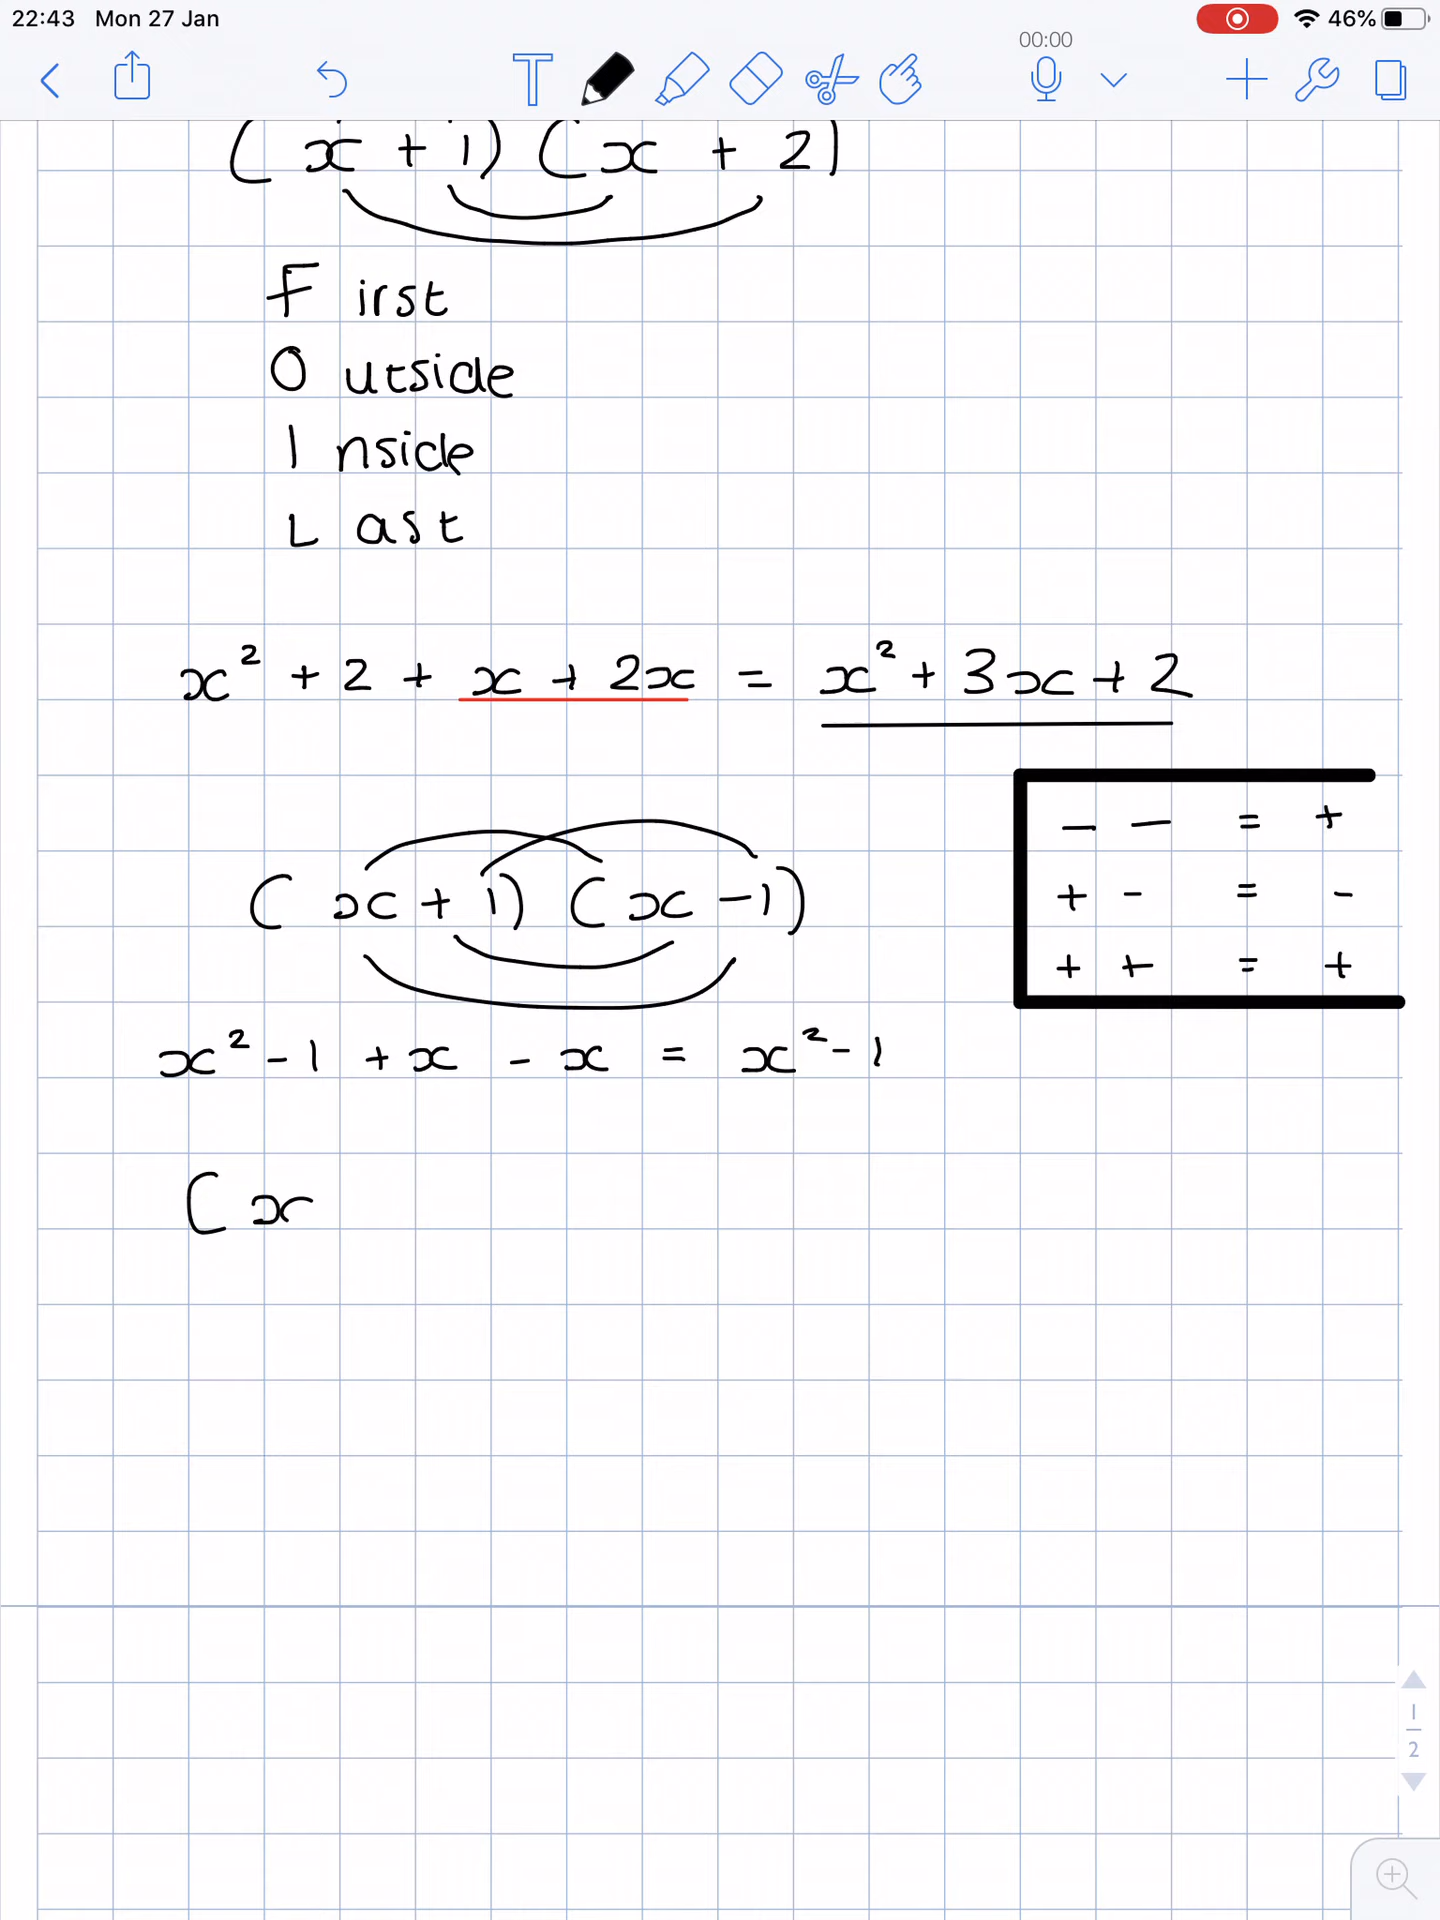 22:43 Mon 27 Jan 46%
00:00
T
(x + 1) (x + 2)
First
Outside
Inside
Last
x² + 2 + x + 2x = x² + 3x + 2
- - = +
+ - = -
+ + = +
(x + 1) (x - 1)
x² - 1 + x - x = x² - 1
(x
1
2